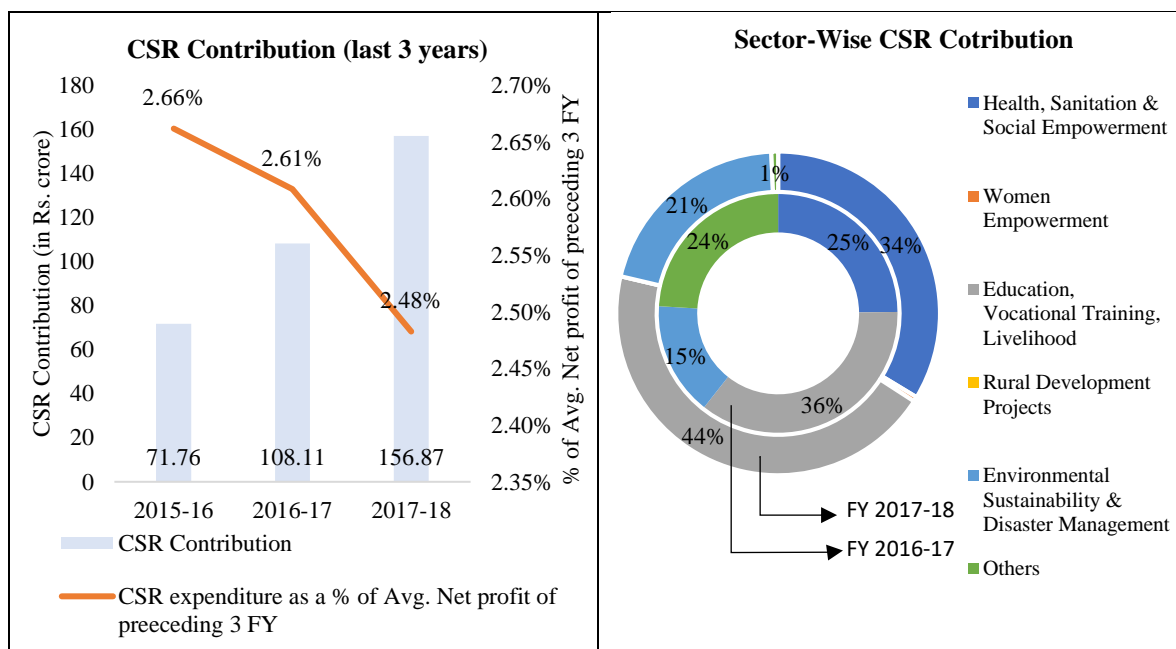 CSR Contribution (last 3 years)
CSR Contribution (in Rs. crore)
180
160
140
120
100
80
60
40
20
0
2.66%
2.61%
2.48%
71.76
108.11
156.87
2015-16
2016-17
2017-18
2.70%
2.65%
2.60%
2.55%
2.50%
2.45%
2.40%
2.35%
% of Avg. Net profit of preceding 3 FY
CSR Contribution
CSR expenditure as a % of Avg. Net profit of
preeceding 3 FY
Sector-Wise CSR Cotribution
1%
21%
24%
25%
34%
15%
36%
44%
FY 2017-18
FY 2016-17
Health, Sanitation &
Social Empowerment
Women
Empowerment
Education,
Vocational Training,
Livelihood
Rural Development
Projects
Environmental
Sustainability &
Disaster Management
Others